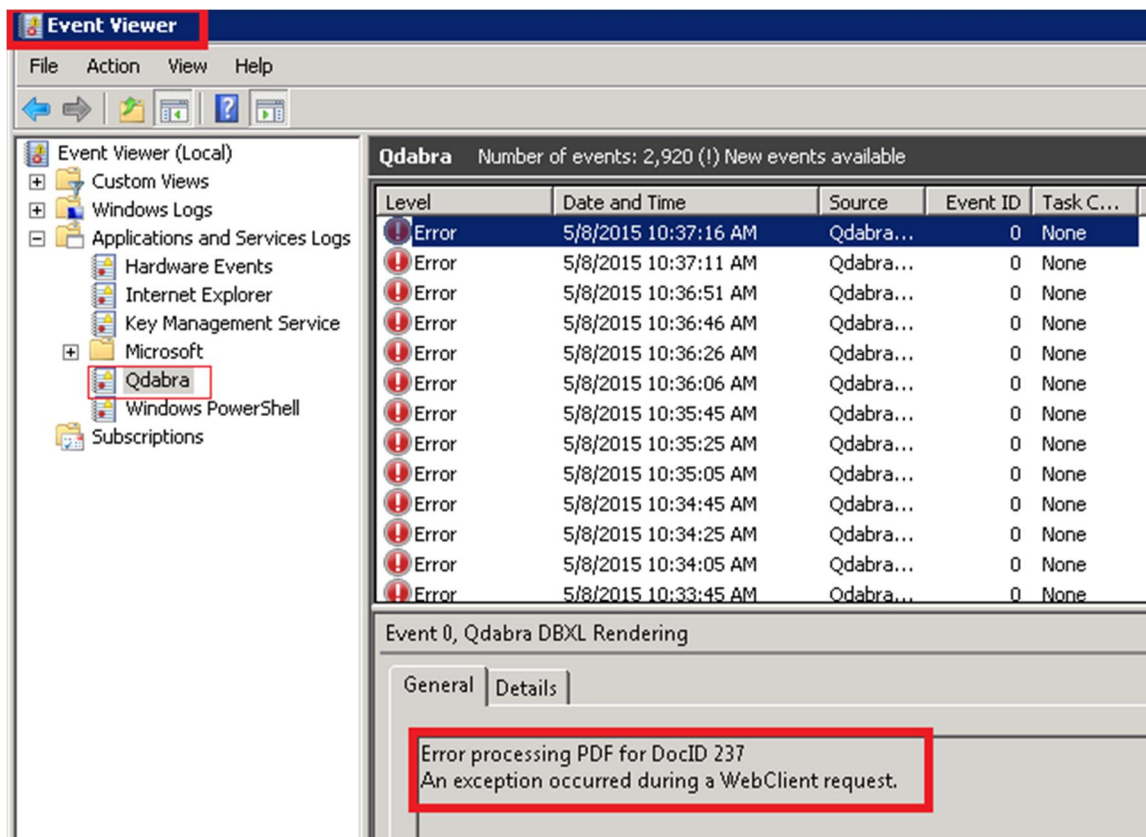 Event Viewer
File Action View Help
Event Viewer (Local)
Custom Views
Windows Logs
Applications and Services Logs
Hardware Events
Internet Explorer
Key Management Service
Microsoft
Qdabra
Windows PowerShell
Subscriptions
Qdabra Number of events: 2,920 (!) New events available
Level Date and Time Source Event ID Task C...
Error 5/8/2015 10:37:16 AM Qdabra... 0 None
Error 5/8/2015 10:37:11 AM Qdabra... 0 None
Error 5/8/2015 10:36:51 AM Qdabra... 0 None
Error 5/8/2015 10:36:46 AM Qdabra... 0 None
Error 5/8/2015 10:36:26 AM Qdabra... 0 None
Error 5/8/2015 10:36:06 AM Qdabra... 0 None
Error 5/8/2015 10:35:45 AM Qdabra... 0 None
Error 5/8/2015 10:35:25 AM Qdabra... 0 None
Error 5/8/2015 10:35:05 AM Qdabra... 0 None
Error 5/8/2015 10:34:45 AM Qdabra... 0 None
Error 5/8/2015 10:34:25 AM Qdabra... 0 None
Error 5/8/2015 10:34:05 AM Qdabra... 0 None
Error 5/8/2015 10:33:45 AM Qdabra... 0 None
Event 0, Qdabra DBXL Rendering
General Details
Error processing PDF for DocID 237
An exception occurred during a WebClient request.